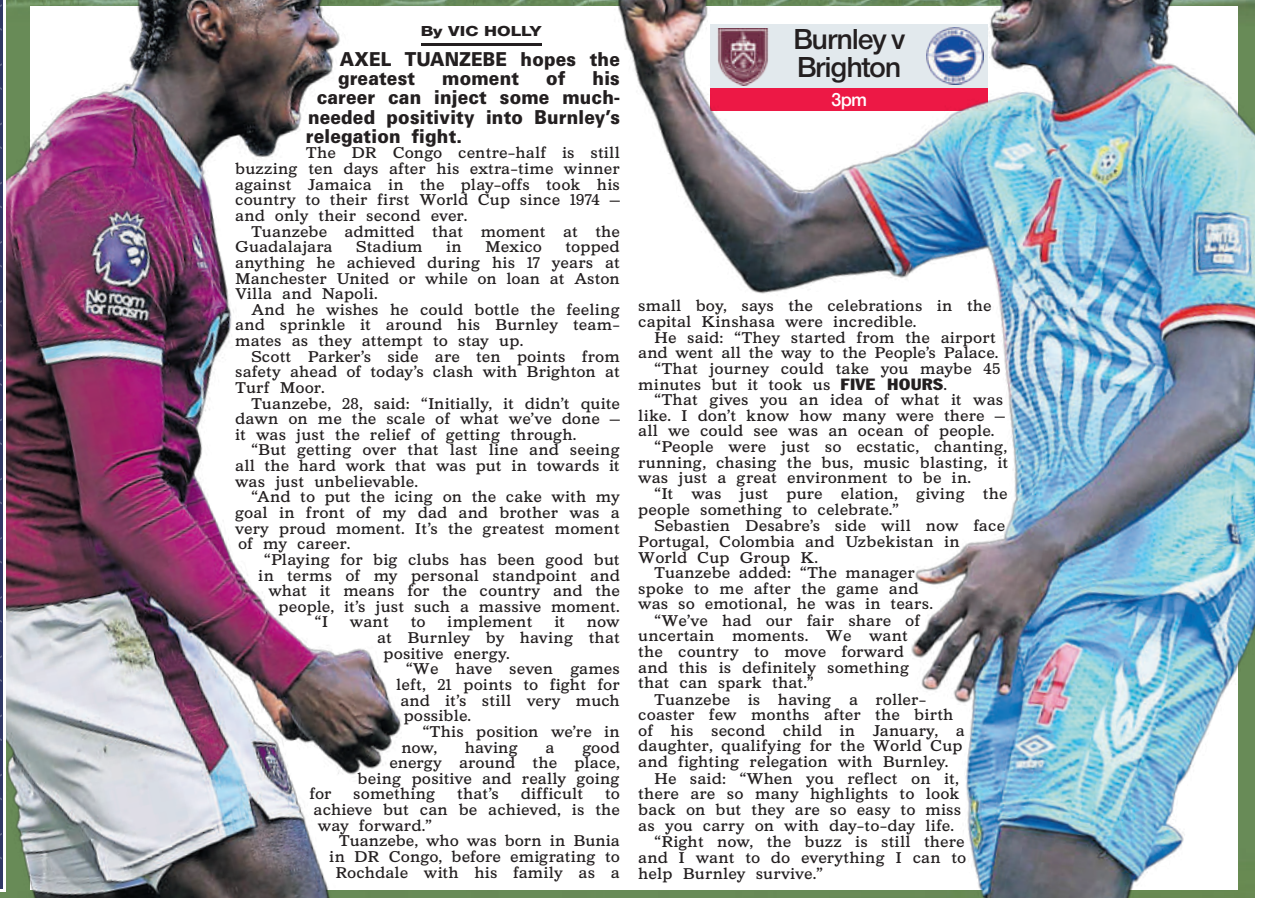 By VIC HOLLY
AXEL TUANZEBE hopes the
greatest moment of his
career can inject some much-
needed positivity into Burnley's
relegation fight.
The DR Congo centre-half is still
buzzing ten days after his extra-time winner
against Jamaica in the play-offs took his
country to their first World Cup since 1974 –
and only their second ever.
Tuanzebe admitted that moment at the
Guadalajara Stadium in Mexico topped
anything he achieved during his 17 years at
Manchester United or while on loan at Aston
Villa and Napoli.
And he wishes he could bottle the feeling
and sprinkle it around his Burnley team-
mates as they attempt to stay up.
Scott Parker's side are ten points from
safety ahead of today's clash with Brighton at
Turf Moor.
Tuanzebe, 28, said: “Initially, it didn't quite
dawn on me the scale of what we've done –
it was just the relief of getting through.
“But getting over that last line and seeing
all the hard work that was put in towards it
was just unbelievable.
“And to put the icing on the cake with my
goal in front of my dad and brother was a
very proud moment. It's the greatest moment
of my career.
“Playing for big clubs has been good but
in terms of my personal standpoint and
what it means for the country and the
people, it's just such a massive moment.
“I want to implement it now
at Burnley by having that
positive energy.
“We have seven games
left, 21 points to fight for
and it's still very much
possible.
“This position we're in
now, having a good
energy around the place,
being positive and really going
for something that's difficult to
achieve but can be achieved, is the
way forward.”
Tuanzebe, who was born in Bunia
in DR Congo, before emigrating to
Rochdale with his family as a
Burnley v
Brighton
3pm
small boy, says the celebrations in the
capital Kinshasa were incredible.
He said: “They started from the airport
and went all the way to the People's Palace.
“That journey could take you maybe 45
minutes but it took us FIVE HOURS.
“That gives you an idea of what it was
like. I don't know how many were there –
all we could see was an ocean of people.
“People were just so ecstatic, chanting,
running, chasing the bus, music blasting, it
was just a great environment to be in.
“It was just pure elation, giving the
people something to celebrate.”
Sebastien Desabre's side will now face
Portugal, Colombia and Uzbekistan in
World Cup Group K.
Tuanzebe added: “The manager
spoke to me after the game and
was so emotional, he was in tears.
“We've had our fair share of
uncertain moments. We want
the country to move forward
and this is definitely something
that can spark that.”
Tuanzebe is having a roller-
coaster few months after the birth
of his second child in January, a
daughter, qualifying for the World Cup
and fighting relegation with Burnley.
He said: “When you reflect on it,
there are so many highlights to look
back on but they are so easy to miss
as you carry on with day-to-day life.
“Right now, the buzz is still there
and I want to do everything I can to
help Burnley survive.”
No room
For racism
4
4